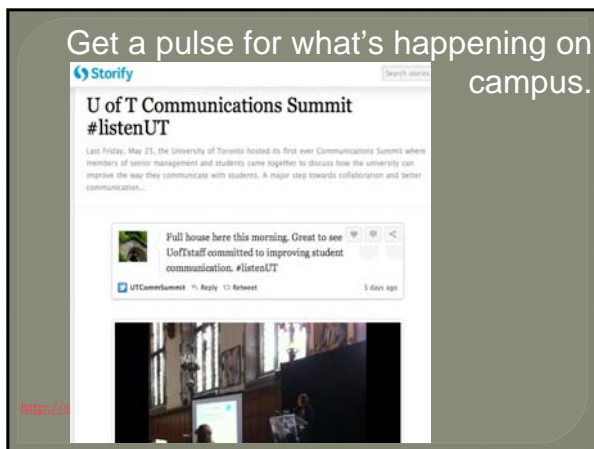 Get a pulse for what's happening on
campus.
Storify
Search stories
U of T Communications Summit
#listenUT
Last Friday, May 25, the University of Toronto hosted its first ever Communications Summit where
members of senior management and students came together to discuss how the university can
improve the way they communicate with students. A major step towards collaboration and better
communication...
Full house here this morning. Great to see
UofTstaff committed to improving student
communication. #listenUT
UTCommSummit Reply Retweet 5 days ago
http://s